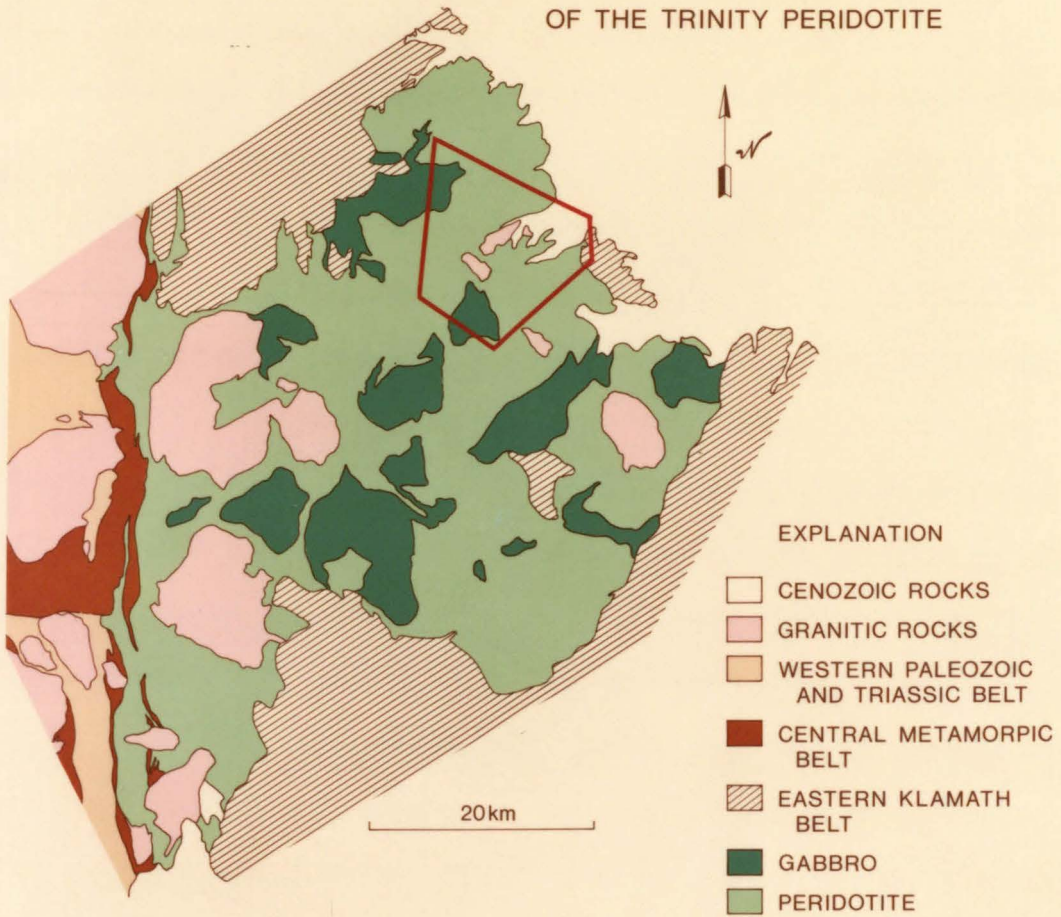 OF THE TRINITY PERIDOTITE
N
20km
EXPLANATION
CENOZOIC ROCKS
GRANITIC ROCKS
WESTERN PALEOZOIC
AND TRIASSIC BELT
CENTRAL METAMORPIC
BELT
EASTERN KLAMATH
BELT
GABBRO
PERIDOTITE